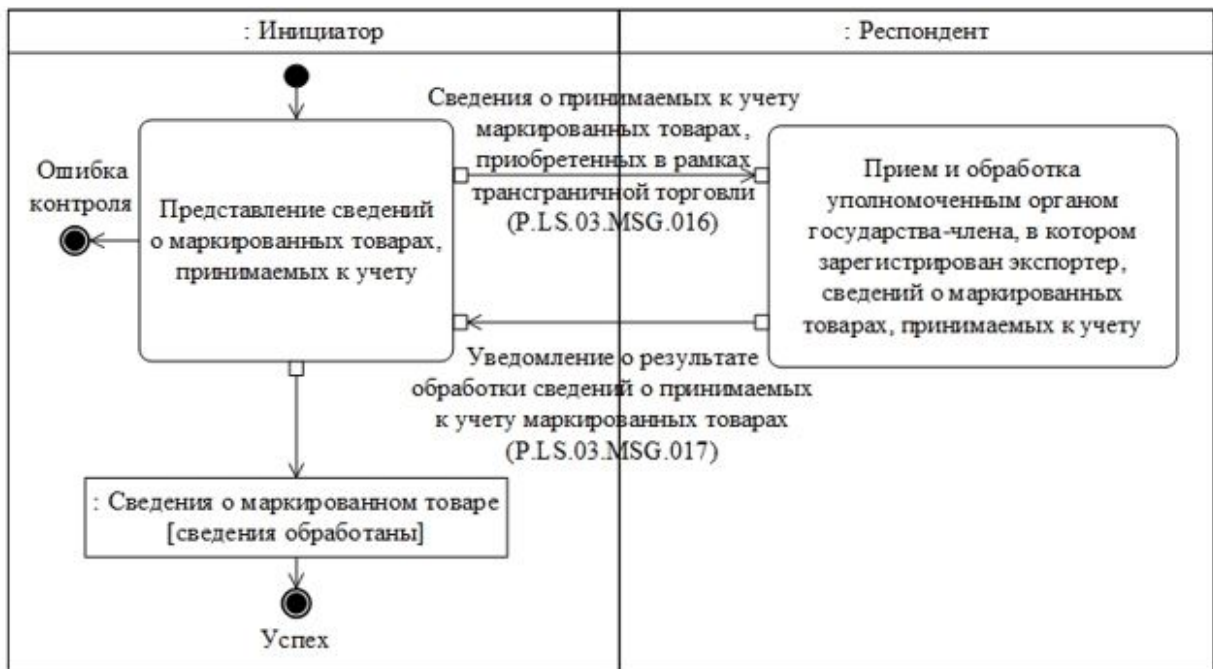 : Инициатор
: Респондент
Сведения о принимаемых к учету
маркированных товарах,
приобретенных в рамках
трансграничной торговли
(P.LS.03.MSG.016)
Ошибка
контроля
Представление сведений
о маркированных товарах,
принимаемых к учету
Прием и обработка
уполномоченным органом
государства-члена, в котором
зарегистрирован экспортер,
сведений о маркированных
товарах, принимаемых к учету
Уведомление о результате
обработки сведений о принимаемых
к учету маркированных товарах
(P.LS.03.MSG.017)
: Сведения о маркированном товаре
[сведения обработаны]
Успех